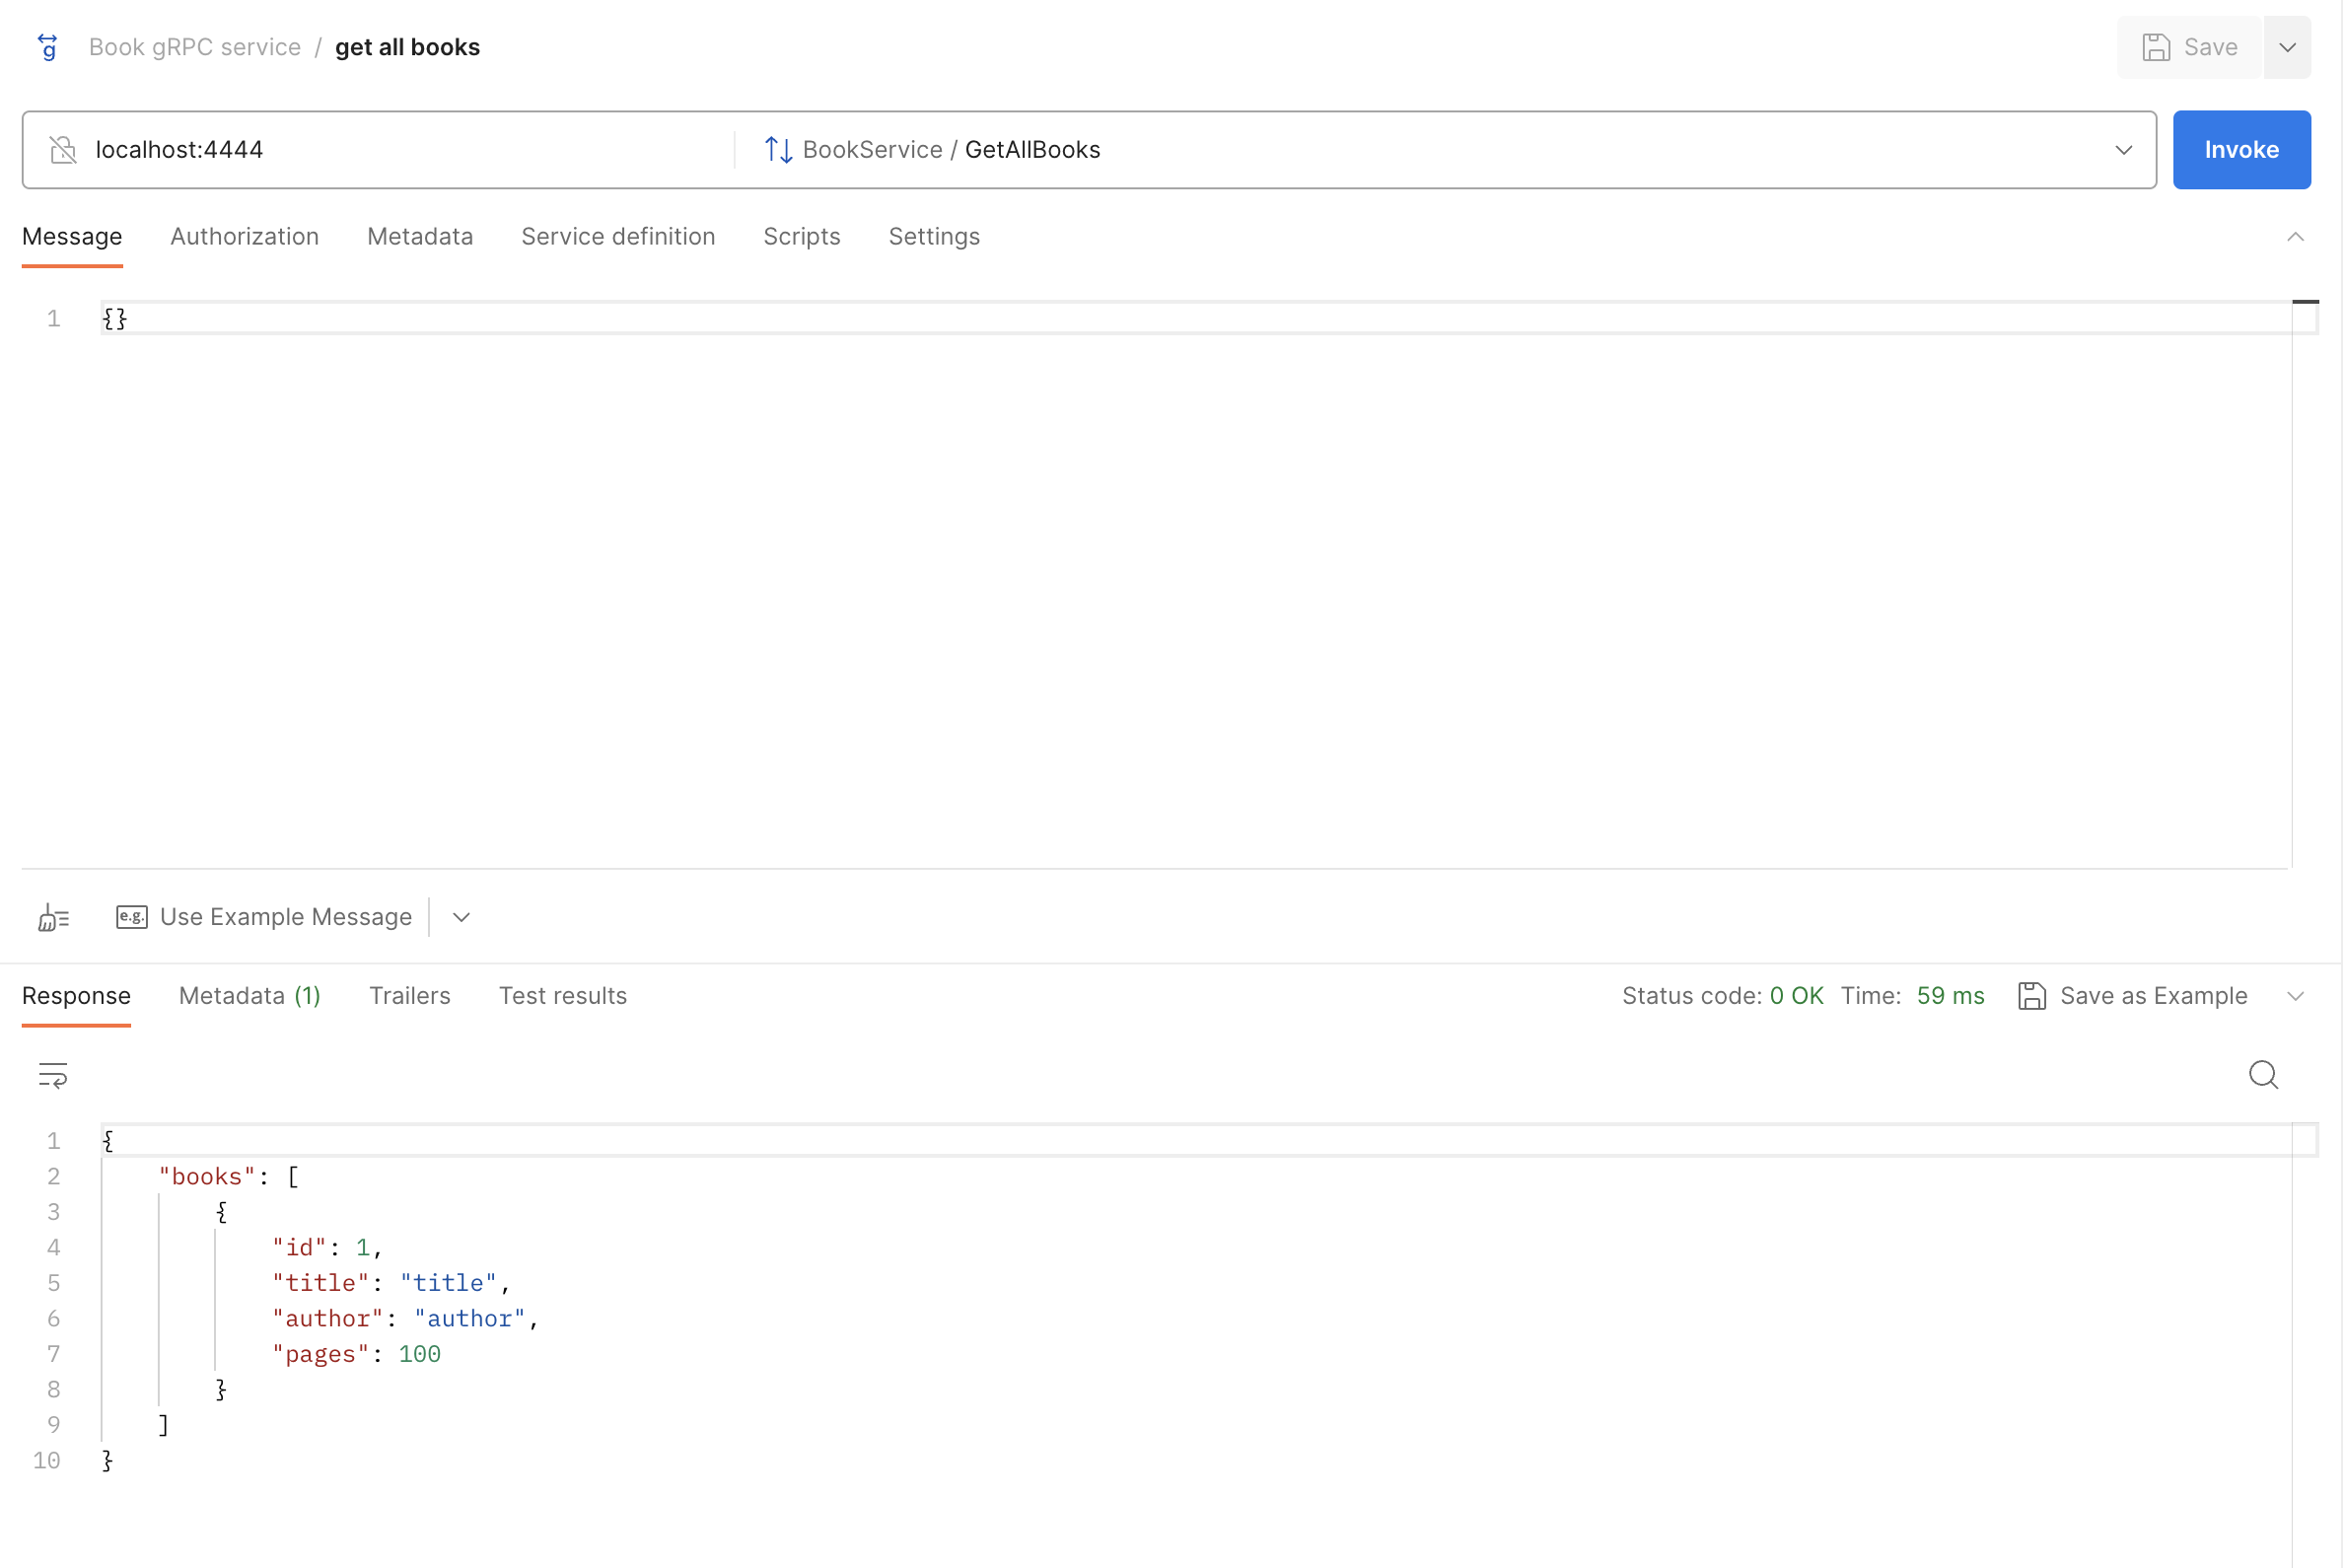 g Book gRPC service / get all books Save
localhost:4444 BookService / GetAllBooks Invoke
Message Authorization Metadata Service definition Scripts Settings
1 {}
e.g. Use Example Message
Response Metadata (1) Trailers Test results Status code: 0 OK Time: 59 ms Save as Example
1 {
2 "books": [
3 {
4 "id": 1,
5 "title": "title",
6 "author": "author",
7 "pages": 100
8 }
9 ]
10 }